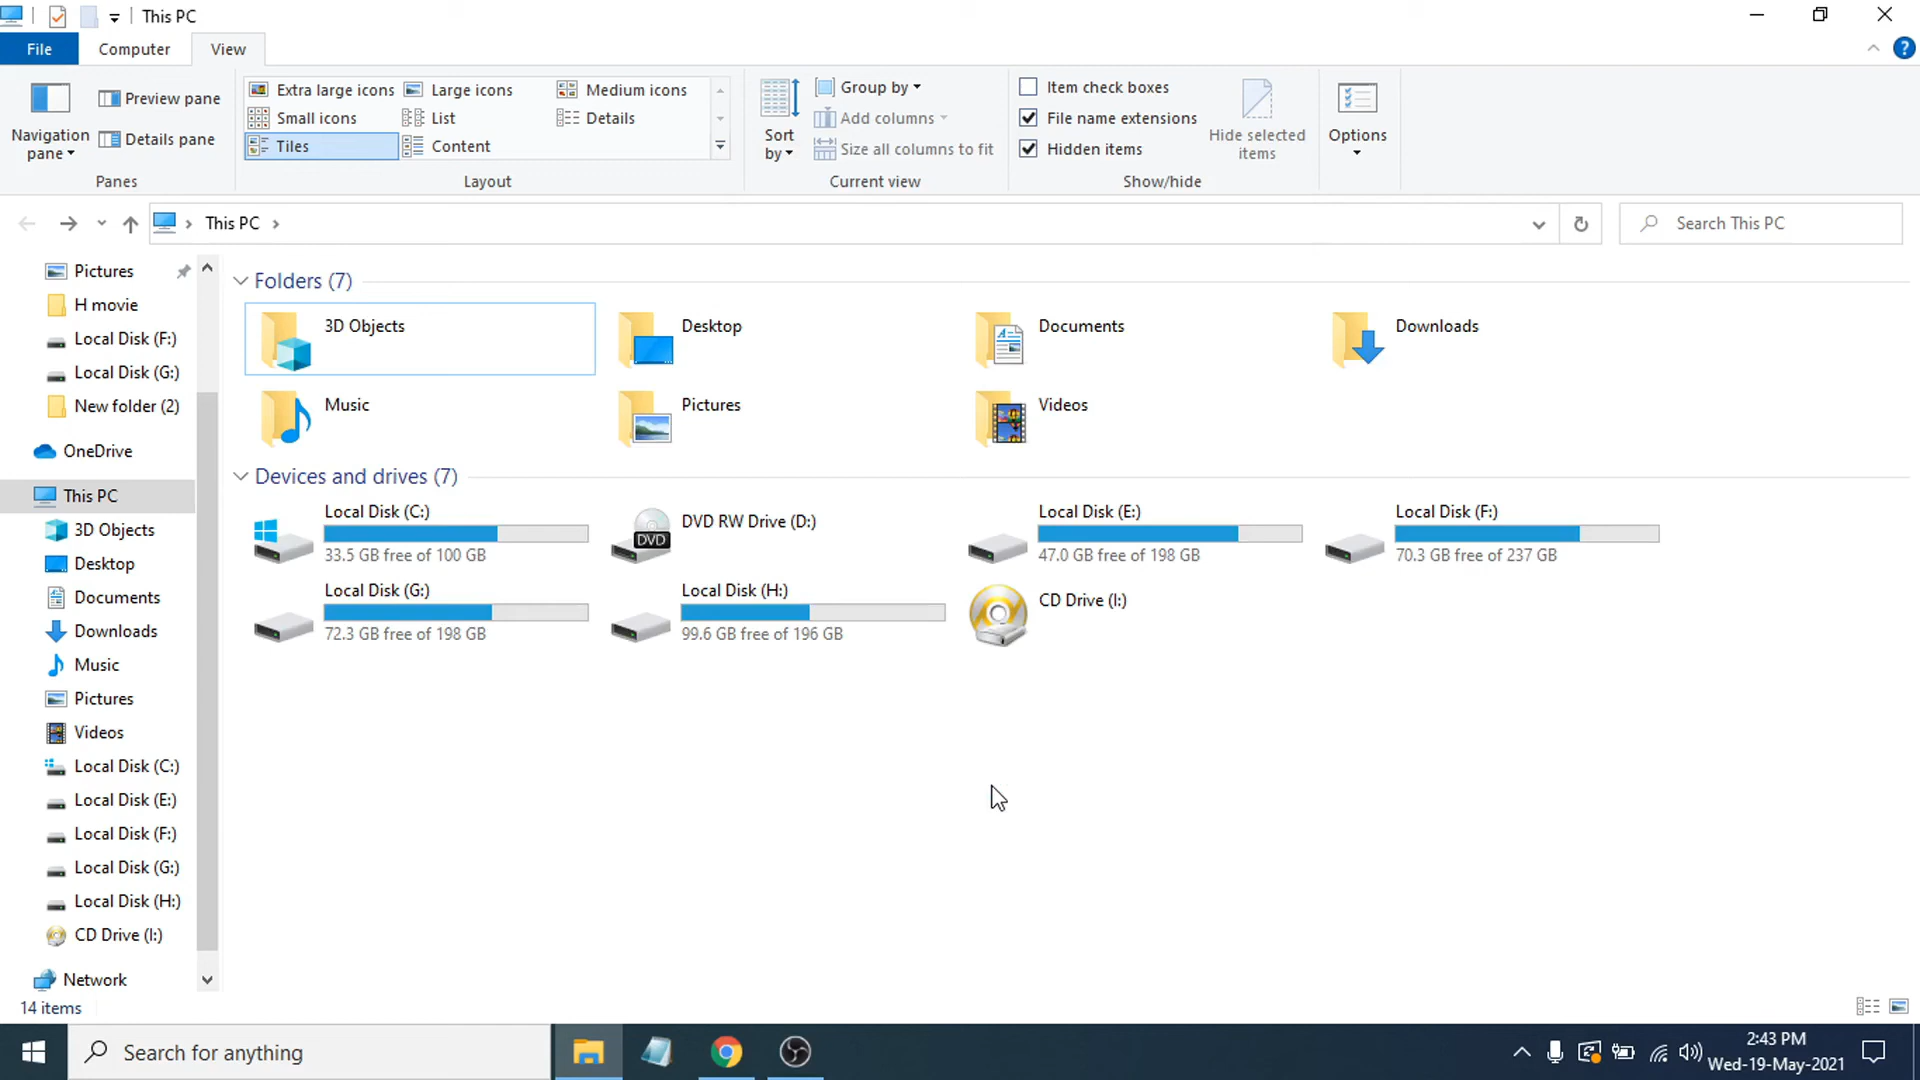 This PC
File
Computer
View
Navigation pane
Preview pane
Details pane
Panes
Extra large icons
Large icons
Medium icons
Small icons
List
Details
Tiles
Content
Layout
Sort by
Group by
Add columns
Size all columns to fit
Current view
Item check boxes
File name extensions
Hidden items
Hide selected items
Show/hide
Options
This PC
Search This PC
Pictures
H movie
Local Disk (F:)
Local Disk (G:)
New folder (2)
OneDrive
This PC
3D Objects
Desktop
Documents
Downloads
Music
Pictures
Videos
Local Disk (C:)
Local Disk (E:)
Local Disk (F:)
Local Disk (G:)
Local Disk (H:)
CD Drive (I:)
Network
Folders (7)
3D Objects
Desktop
Documents
Downloads
Music
Pictures
Videos
Devices and drives (7)
Local Disk (C:)
33.5 GB free of 100 GB
DVD
DVD RW Drive (D:)
Local Disk (E:)
47.0 GB free of 198 GB
Local Disk (F:)
70.3 GB free of 237 GB
Local Disk (G:)
72.3 GB free of 198 GB
Local Disk (H:)
99.6 GB free of 196 GB
CD Drive (I:)
14 items
Search for anything
2:43 PM
Wed-19-May-2021